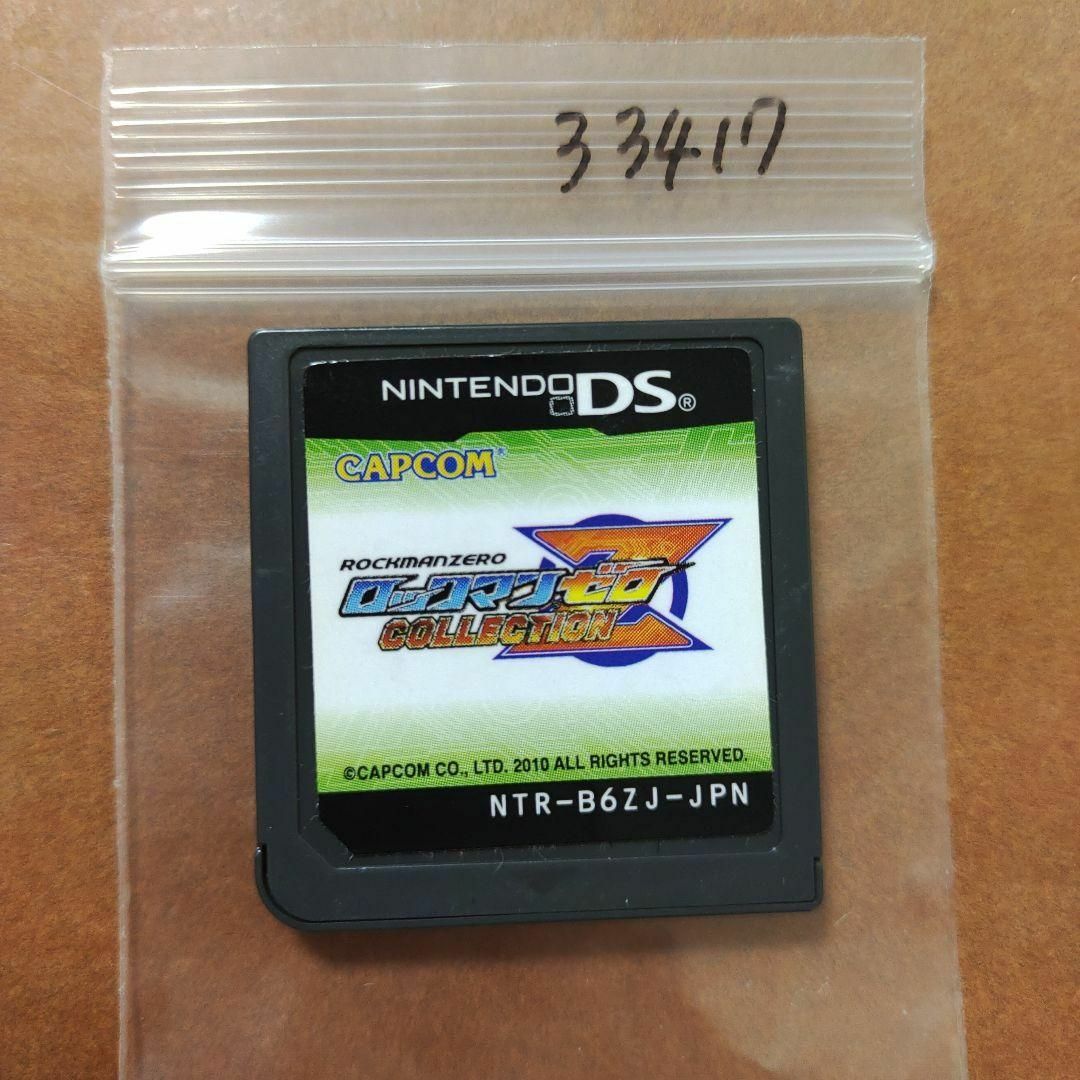 33417
NINTENDO DS®
CAPCOM®
ROCKMANZERO
ロックマン ゼロ
COLLECTION
©CAPCOM CO., LTD. 2010 ALL RIGHTS RESERVED.
NTR-B6ZJ-JPN